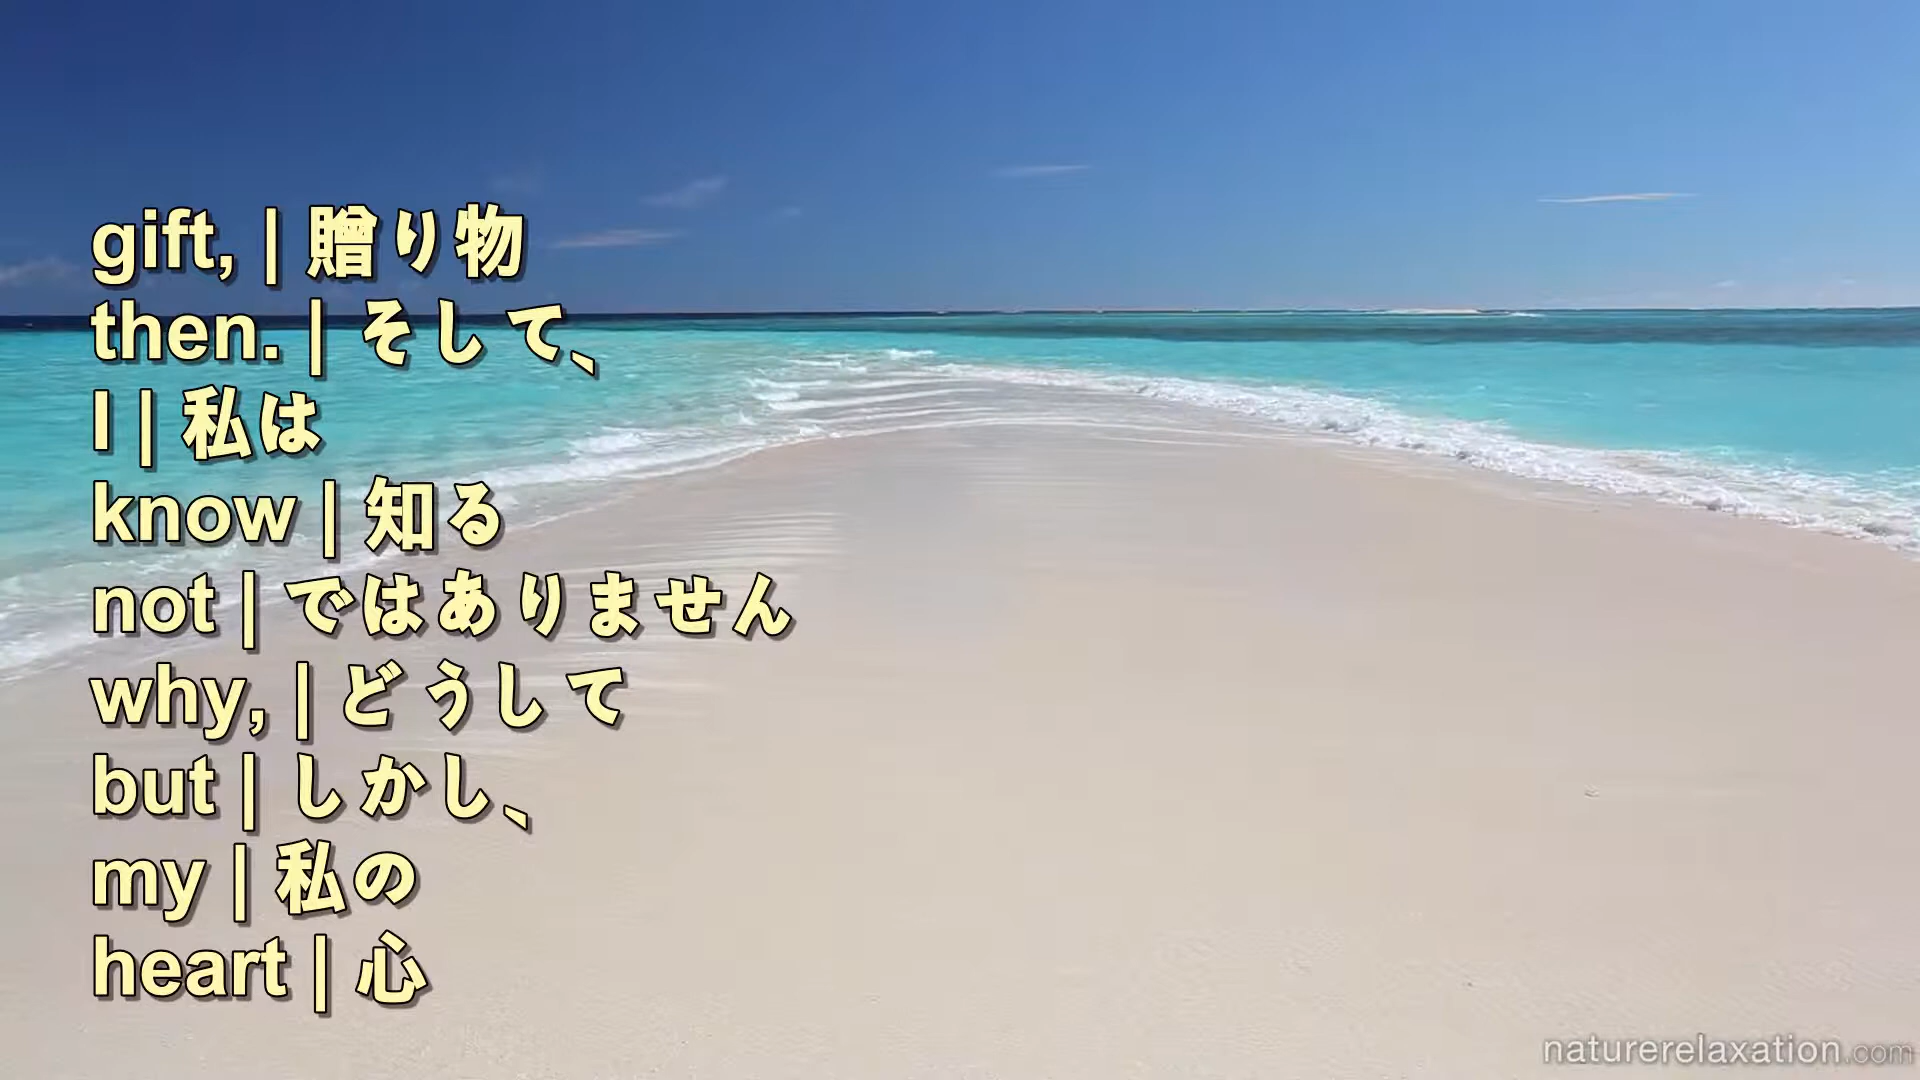 gift, | 贈り物
then. | そして、
I | 私は
know | 知る
not | ではありません
why, | どうして
but | しかし、
my | 私の
heart | 心
naturerelaxation.com